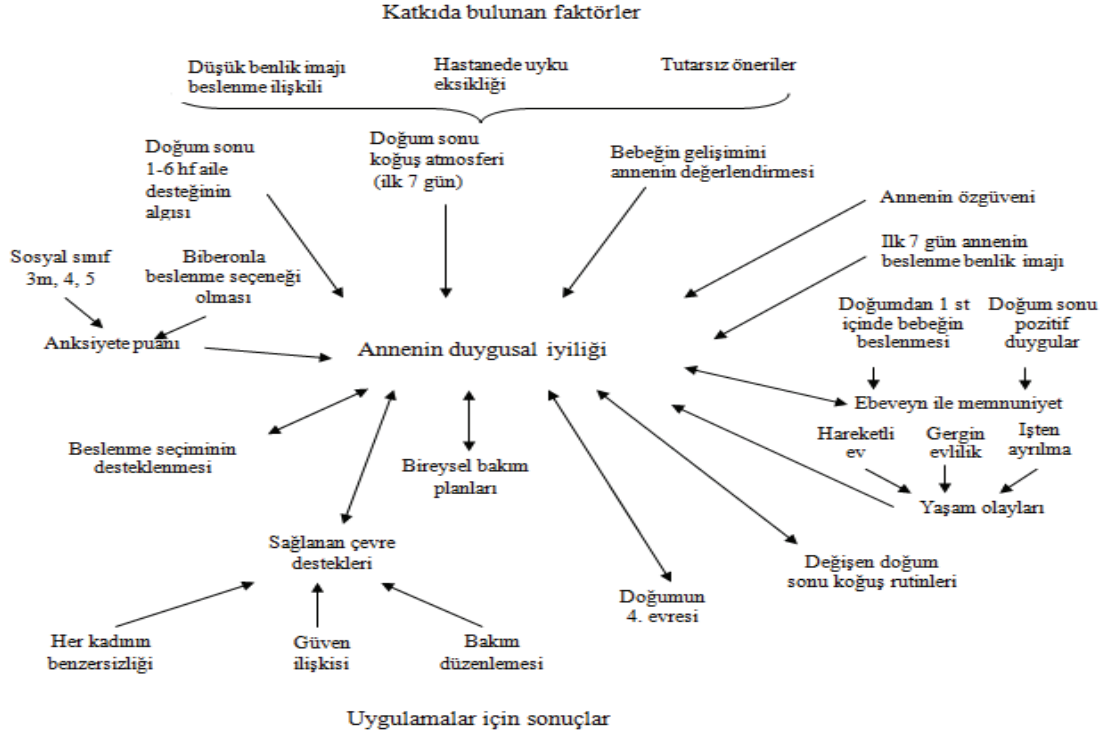 Katkıda bulunan faktörler
Düşük benlik imajı
beslenme ilişkili
Hastanede uyku
eksikliği
Tutarsız öneriler
Doğum sonu
1-6 hf aile
desteğinin
algısı
Doğum sonu
koğuş atmosferi
(ilk 7 gün)
Bebeğin gelişimini
annenin değerlendirmesi
Annenin özgüveni
Ilk 7 gün annenin
beslenme benlik imajı
Sosyal sınıf
3m, 4, 5
Biberonla
beslenme seçeneği
olması
Anksiyete puanı
Annenin duygusal iyiliği
Doğumdan 1 st
içinde bebeğin
beslenmesi
Doğum sonu
pozitif
duygular
Ebeveyn ile memnuniyet
Hareketli
ev
Gergin
evlilik
Işten
ayrılma
Yaşam olayları
Beslenme seçiminin
desteklenmesi
Bireysel bakım
planları
Sağlanan çevre
destekleri
Değişen doğum
sonu koğuş rutinleri
Doğumun
4. evresi
Her kadının
benzersizliği
Güven
ilişkisi
Bakım
düzenlemesi
Uygulamalar için sonuçlar